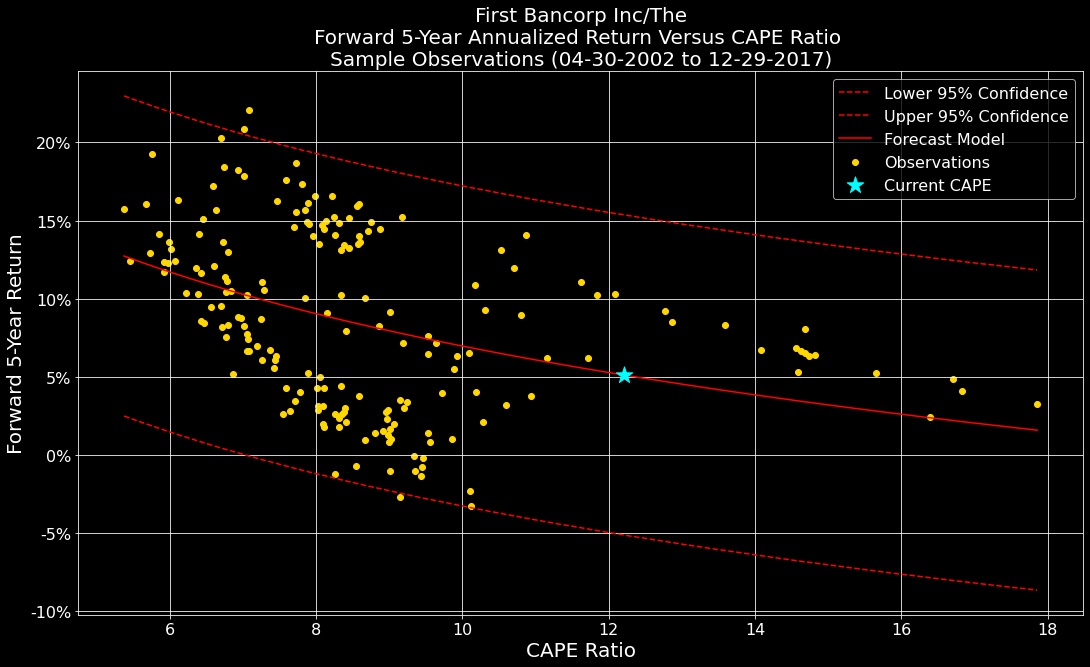 First Bancorp Inc/The
Forward 5-Year Annualized Return Versus CAPE Ratio
Sample Observations (04-30-2002 to 12-29-2017)
Lower 95% Confidence
Upper 95% Confidence
Forecast Model
Observations
Current CAPE
Forward 5-Year Return
20%
15%
10%
5%
0%
-5%
-10%
6 8 10 12 14 16 18
CAPE Ratio